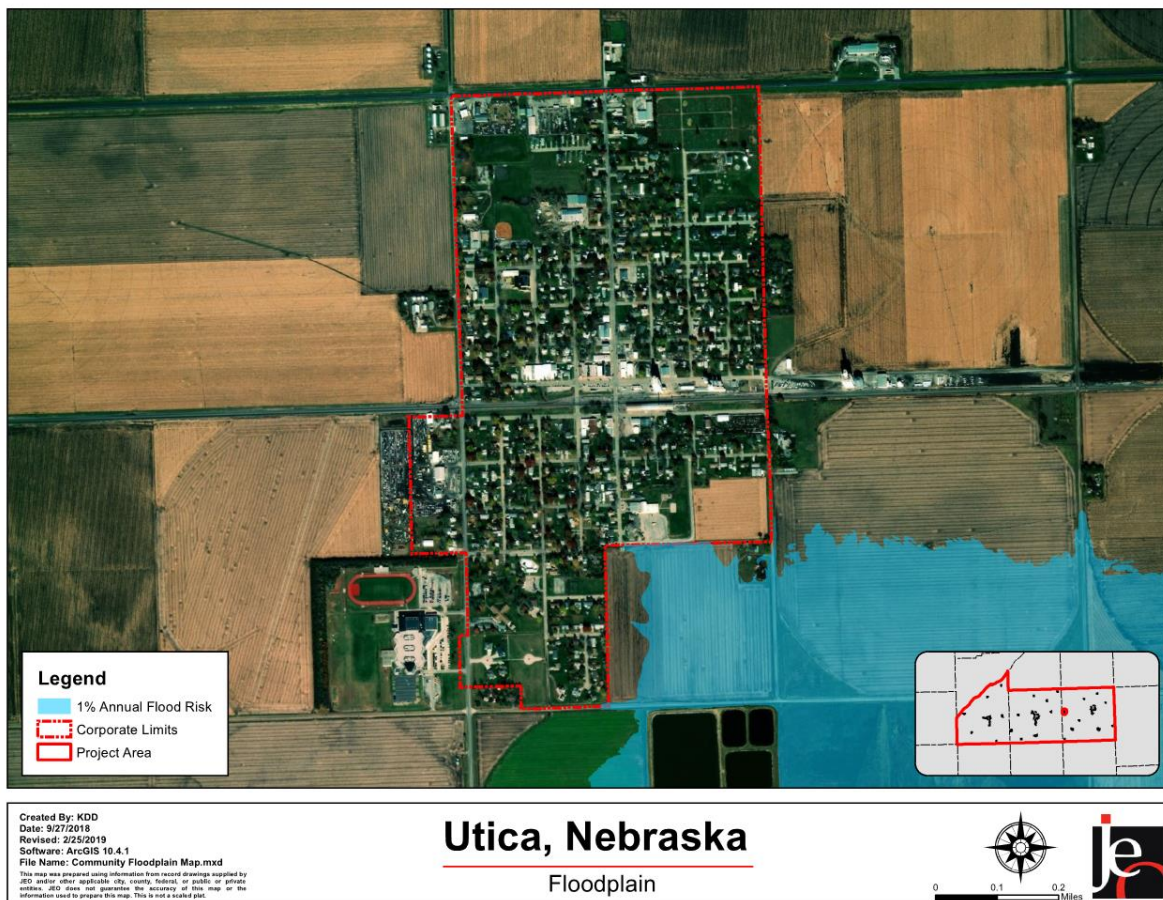 Legend
1% Annual Flood Risk
Corporate Limits
Project Area
Created By: KDD
Date: 9/27/2018
Revised: 2/25/2019
Software: ArcGIS 10.4.1
File Name: Community Floodplain Map.mxd
This map was prepared using information from record drawings supplied by
JEO and/or other applicable city, county, federal, or public or private
entities. JEO does not guarantee the accuracy of this map or the
information used to prepare this map. This is not a scaled plat.
Utica, Nebraska
Floodplain
0 0.1 0.2
Miles
jeo